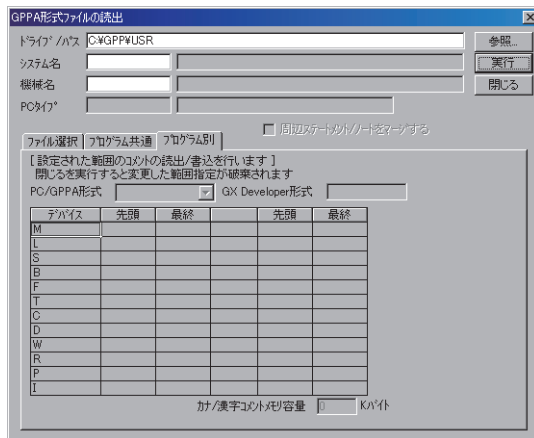 GPPA形式ファイルの読出
ﾄﾞﾗｲﾌﾞ/ﾊﾟｽ C:¥GPP¥USR 参照...
ｼｽﾃﾑ名 実行
機械名 閉じる
PCﾀｲﾌﾟ
周辺ｽﾃｰﾄﾒﾝﾄ/ﾉｰﾄをﾏｰｼﾞする
ﾌｧｲﾙ選択 ﾌﾟﾛｸﾞﾗﾑ共通 ﾌﾟﾛｸﾞﾗﾑ別
[ 設定された範囲のｺﾒﾝﾄの読出/書込を行います ]
閉じるを実行すると変更した範囲指定が破棄されます
PC/GPPA形式 GX Developer形式
ﾃﾞﾊﾞｲｽ 先頭 最終 先頭 最終
M
L
S
B
F
T
C
D
W
R
P
I
ｶﾅ/漢字ｺﾒﾝﾄﾒﾓﾘ容量 0 Kﾊﾞｲﾄ